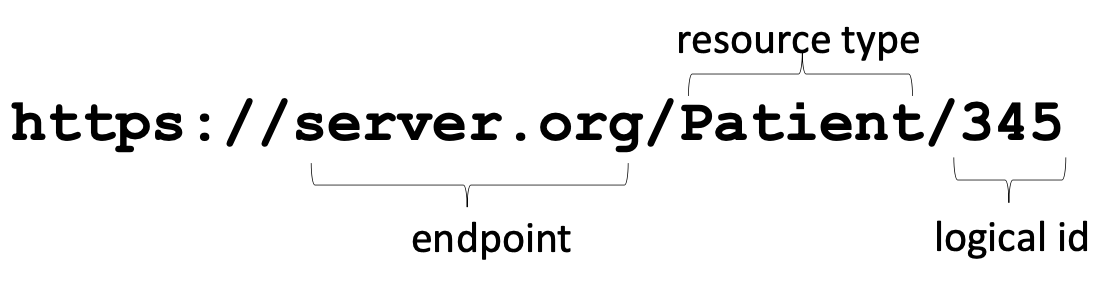 resource type
https://server.org/Patient/345
endpoint
logical id